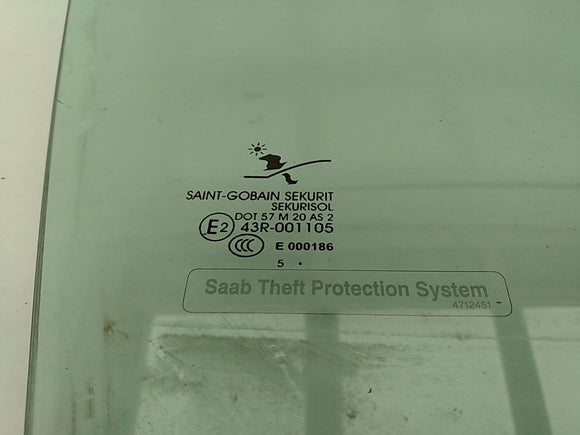 SAINT-GOBAIN SEKURIT
SEKURISOL
DOT 57 M 20 AS 2
E2 43R-001105
CCC E 000186
5 •
Saab Theft Protection System
4712451